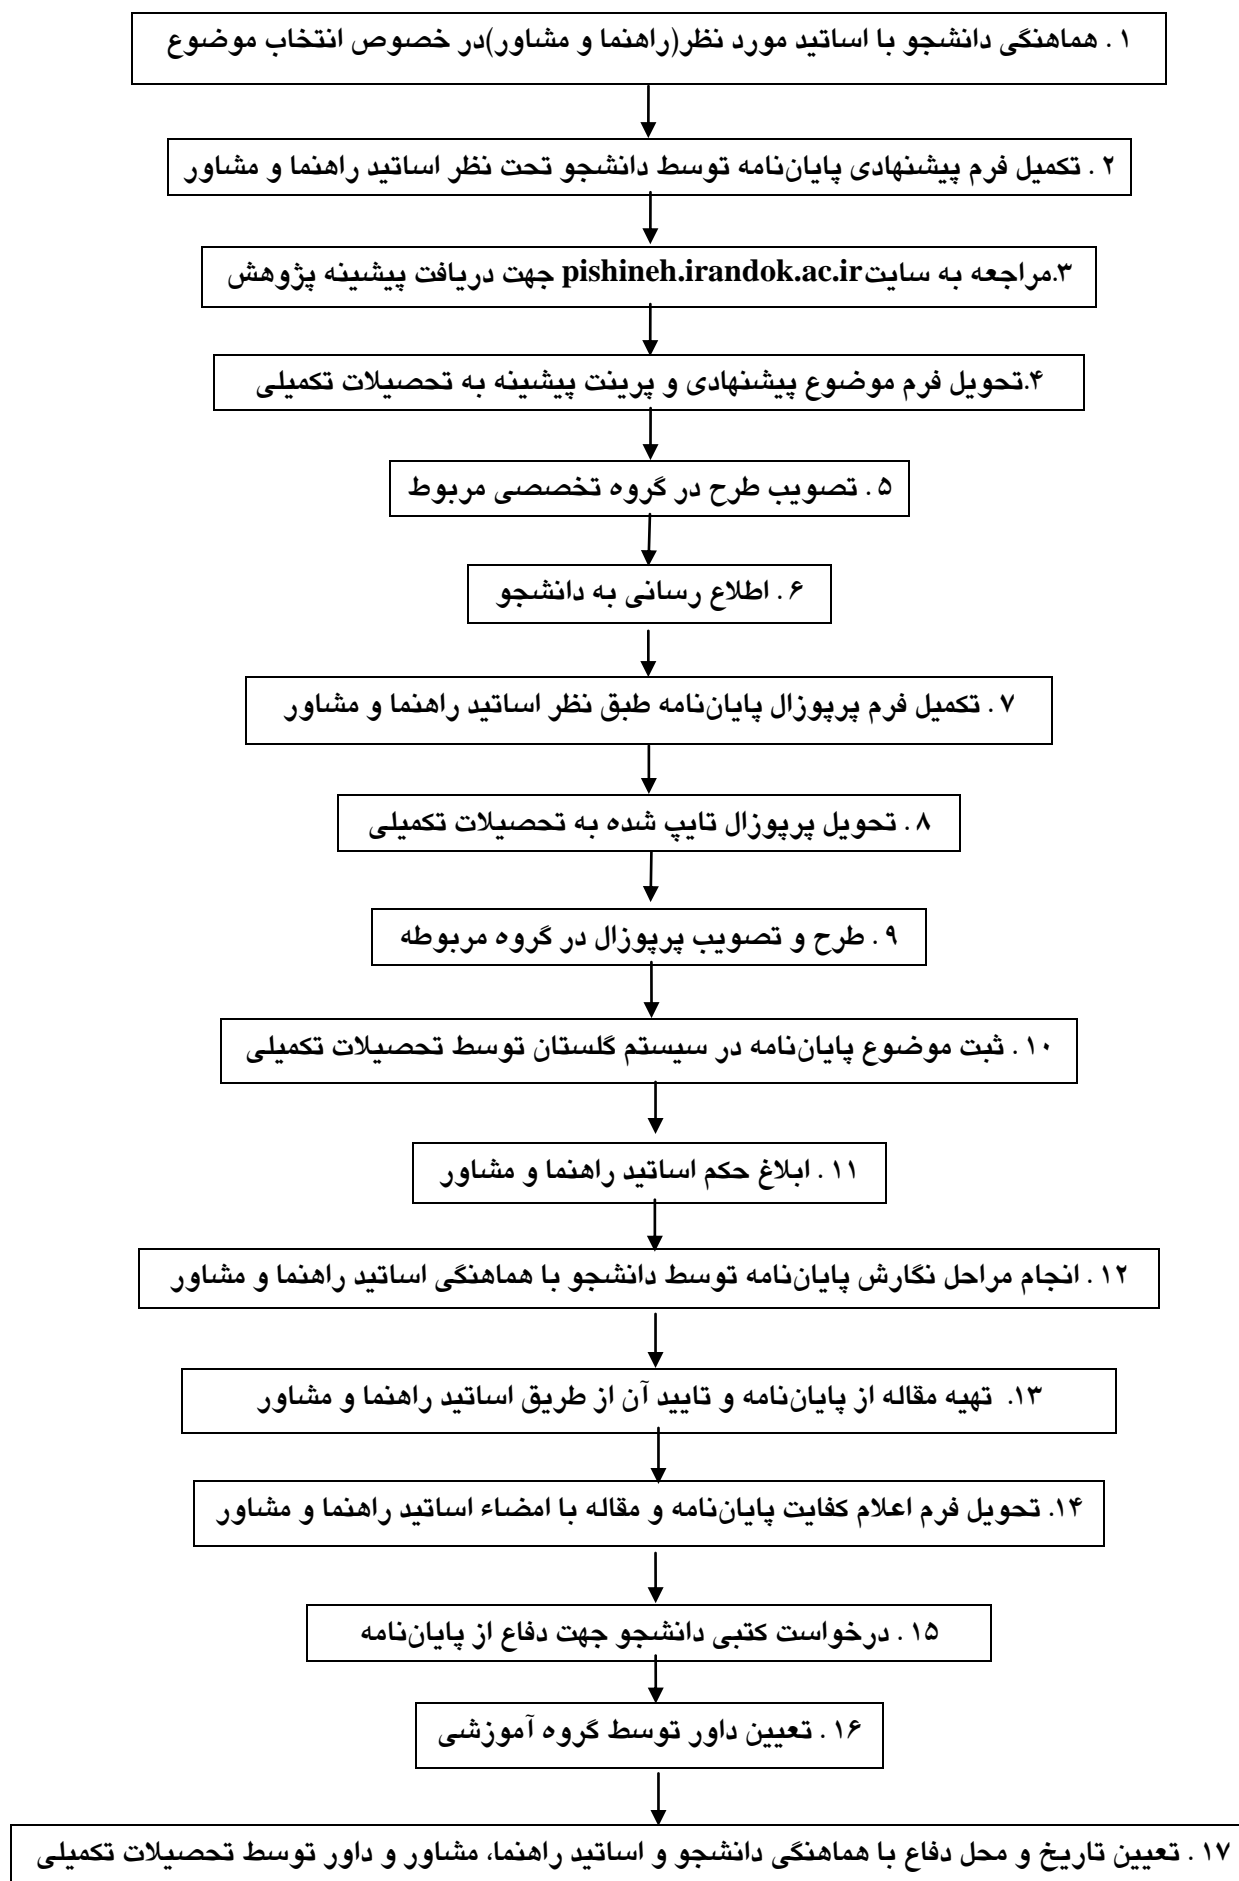 ۱ . هماهنگی دانشجو با اساتید مورد نظر(راهنما و مشاور)در خصوص انتخاب موضوع
۲ . تکمیل فرم پیشنهادی پایان‌نامه توسط دانشجو تحت نظر اساتید راهنما و مشاور
۳.مراجعه به سایت pishineh.irandok.ac.ir جهت دریافت پیشینه پژوهش
۴.تحویل فرم موضوع پیشنهادی و پرینت پیشینه به تحصیلات تکمیلی
۵ . تصویب طرح در گروه تخصصی مربوط
۶ . اطلاع رسانی به دانشجو
۷ . تکمیل فرم پرپوزال پایان‌نامه طبق نظر اساتید راهنما و مشاور
۸ . تحویل پرپوزال تایپ شده به تحصیلات تکمیلی
۹ . طرح و تصویب پرپوزال در گروه مربوطه
۱۰ . ثبت موضوع پایان‌نامه در سیستم گلستان توسط تحصیلات تکمیلی
۱۱ . ابلاغ حکم اساتید راهنما و مشاور
۱۲ . انجام مراحل نگارش پایان‌نامه توسط دانشجو با هماهنگی اساتید راهنما و مشاور
۱۳. تهیه مقاله از پایان‌نامه و تایید آن از طریق اساتید راهنما و مشاور
۱۴. تحویل فرم اعلام کفایت پایان‌نامه و مقاله با امضاء اساتید راهنما و مشاور
۱۵ . درخواست کتبی دانشجو جهت دفاع از پایان‌نامه
۱۶ . تعیین داور توسط گروه آموزشی
۱۷ . تعیین تاریخ و محل دفاع با هماهنگی دانشجو و اساتید راهنما، مشاور و داور توسط تحصیلات تکمیلی